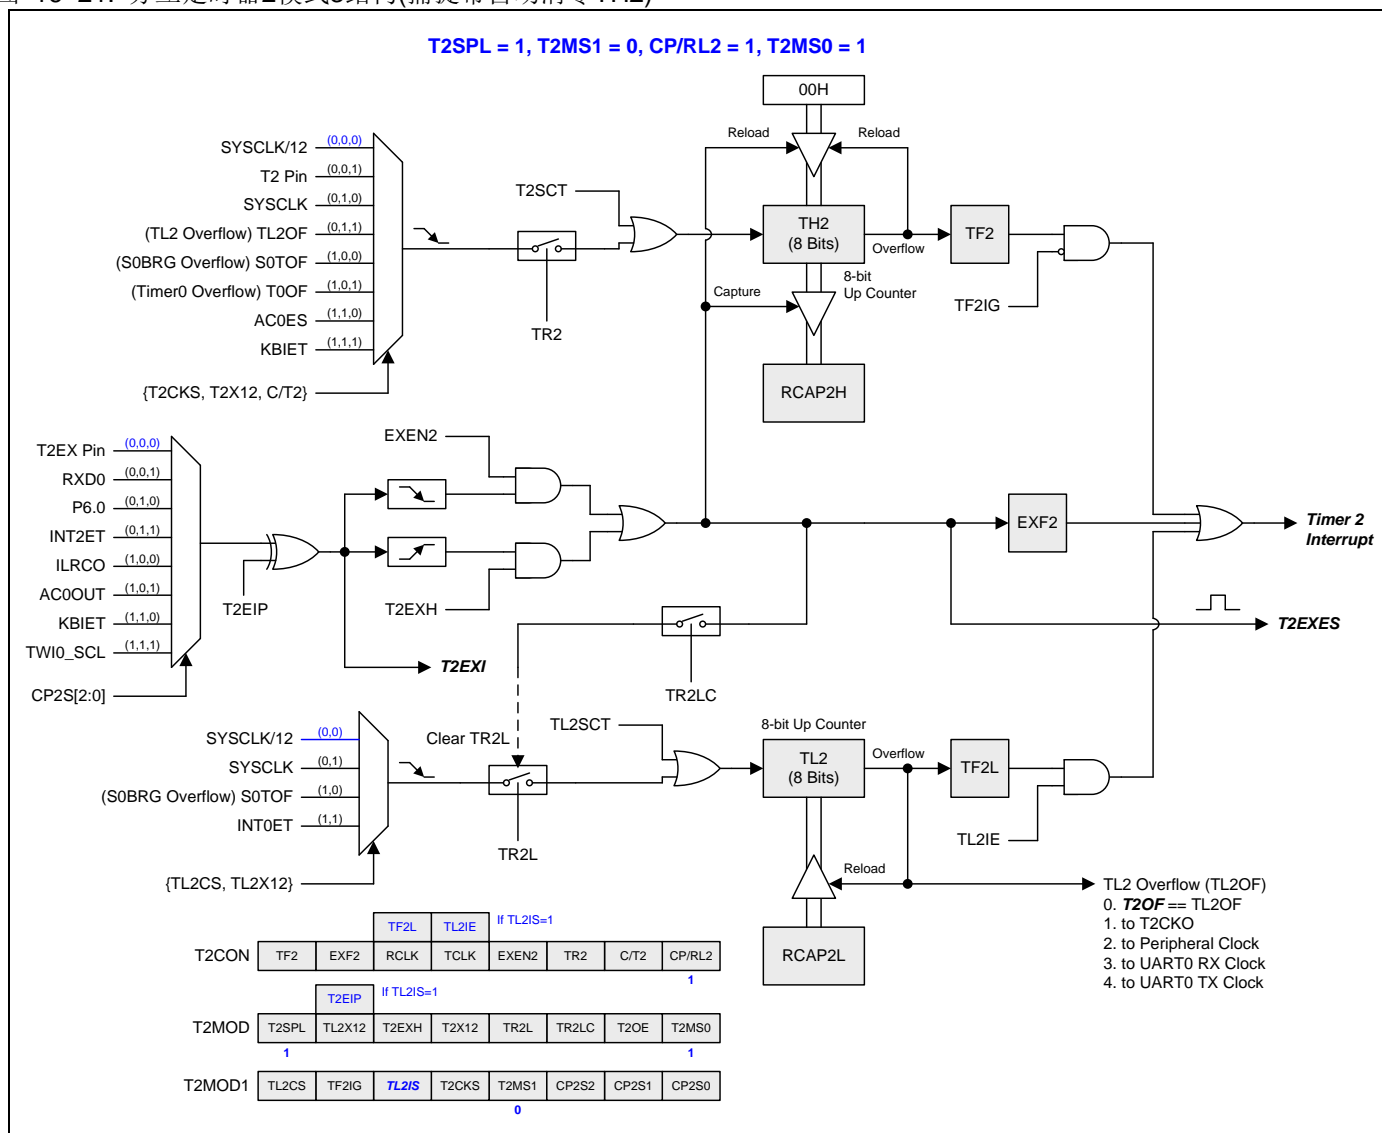 T2SPL = 1, T2MS1 = 0, CP/RL2 = 1, T2MS0 = 1
00H
Reload
Reload
SYSCLK/12 (0,0,0)
T2 Pin (0,0,1)
SYSCLK (0,1,0)
(TL2 Overflow) TL2OF (0,1,1)
(S0BRG Overflow) S0TOF (1,0,0)
(Timer0 Overflow) T0OF (1,0,1)
AC0ES (1,1,0)
KBIET (1,1,1)
{T2CKS, T2X12, C/T2}
T2SCT
TR2
TH2
(8 Bits)
Overflow
TF2
8-bit
Up Counter
Capture
TF2IG
RCAP2H
T2EX Pin (0,0,0)
RXD0 (0,0,1)
P6.0 (0,1,0)
INT2ET (0,1,1)
ILRCO (1,0,0)
AC0OUT (1,0,1)
KBIET (1,1,0)
TWI0_SCL (1,1,1)
CP2S[2:0]
T2EIP
EXEN2
T2EXH
T2EXI
EXF2
Timer 2
Interrupt
T2EXES
TR2LC
SYSCLK/12 (0,0)
SYSCLK (0,1)
(S0BRG Overflow) S0TOF (1,0)
INT0ET (1,1)
{TL2CS, TL2X12}
Clear TR2L
TR2L
TL2SCT
8-bit Up Counter
TL2
(8 Bits)
Overflow
TF2L
TL2IE
Reload
RCAP2L
TL2 Overflow (TL2OF)
0. T2OF == TL2OF
1. to T2CKO
2. to Peripheral Clock
3. to UART0 RX Clock
4. to UART0 TX Clock
TF2L TL2IE If TL2IS=1
T2CON TF2 EXF2 RCLK TCLK EXEN2 TR2 C/T2 CP/RL2
1
T2EIP If TL2IS=1
T2MOD T2SPL TL2X12 T2EXH T2X12 TR2L TR2LC T2OE T2MS0
1 1
T2MOD1 TL2CS TF2IG TL2IS T2CKS T2MS1 CP2S2 CP2S1 CP2S0
0